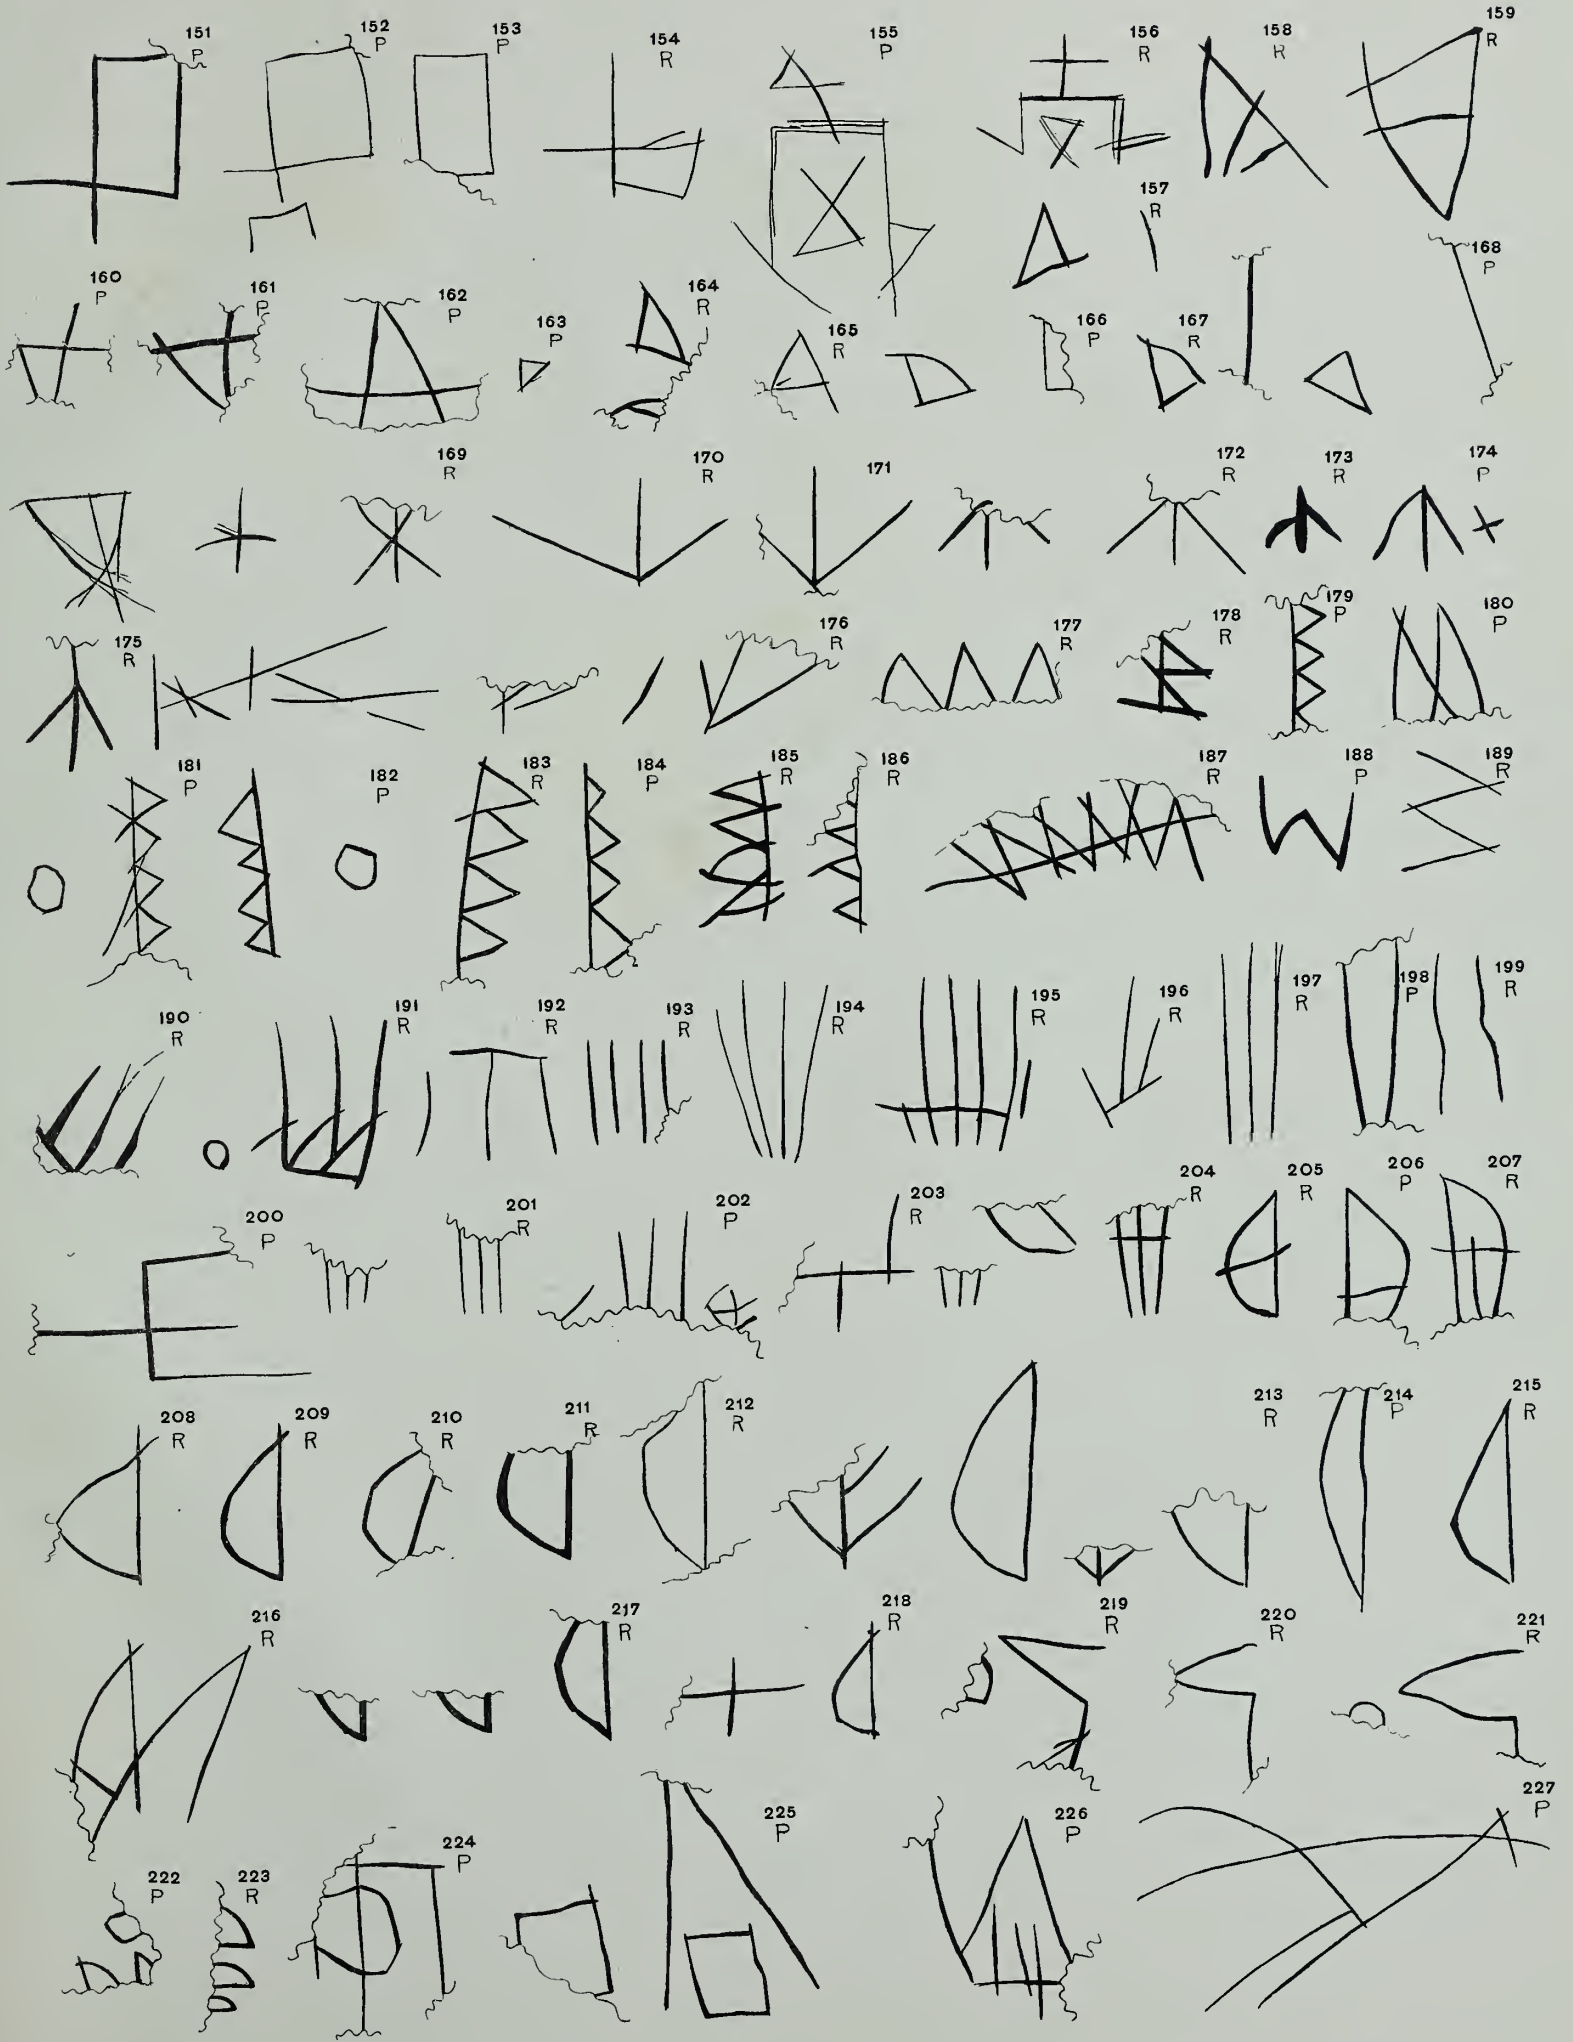 151 P 152 P 153 P 154 R 155 P 156 R 158 R 159 R
157 R
160 P 161 P 162 P 163 P 164 R 165 R 166 P 167 R 168 P
169 R 170 R 171 172 R 173 R 174 P
175 R 176 R 177 R 178 R 179 P 180 P
181 P 182 P 183 R 184 P 185 R 186 R 187 R 188 P 189 R
190 R 191 R 192 R 193 R 194 R 195 R 196 R 197 R 198 P 199 R
200 P 201 R 202 P 203 R 204 R 205 R 206 P 207 R
208 R 209 R 210 R 211 R 212 R 213 R 214 P 215 R
216 R 217 R 218 R 219 R 220 R 221 R
222 P 223 R 224 P 225 P 226 P 227 P